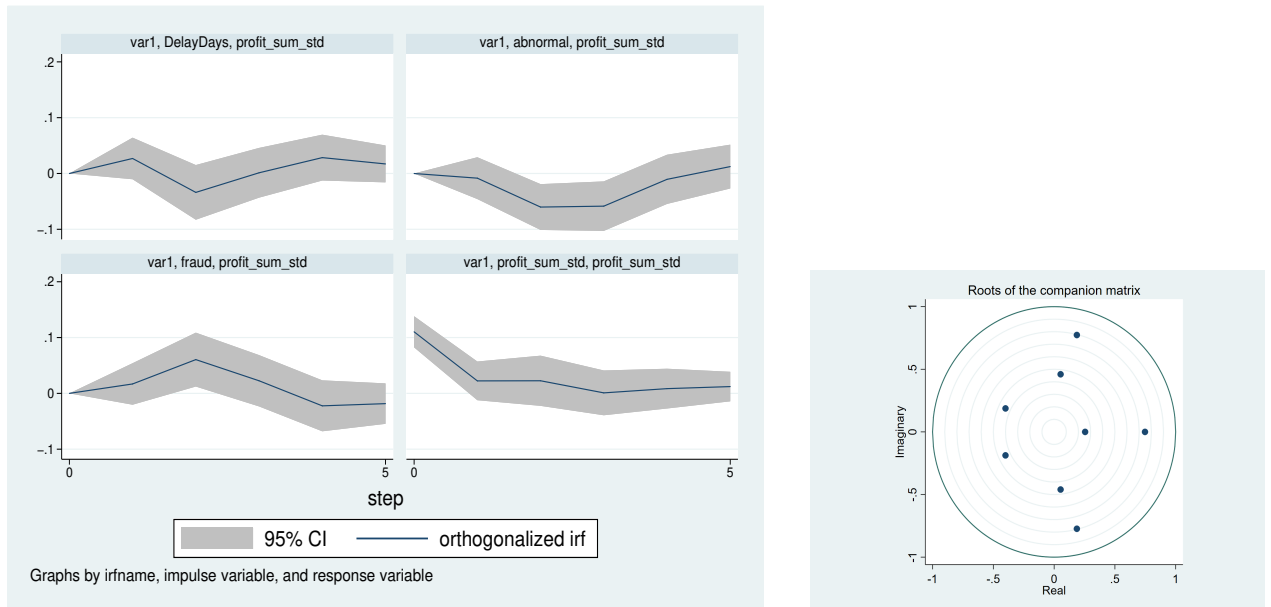 var1, DelayDays, profit_sum_std
var1, abnormal, profit_sum_std
.2
.1
0
-.1
var1, fraud, profit_sum_std
var1, profit_sum_std, profit_sum_std
.2
.1
0
-.1
0
5
0
5
step
95% CI
orthogonalized irf
Graphs by irfname, impulse variable, and response variable
Roots of the companion matrix
Imaginary
1
.5
0
-.5
-1
-1
-.5
0
.5
1
Real